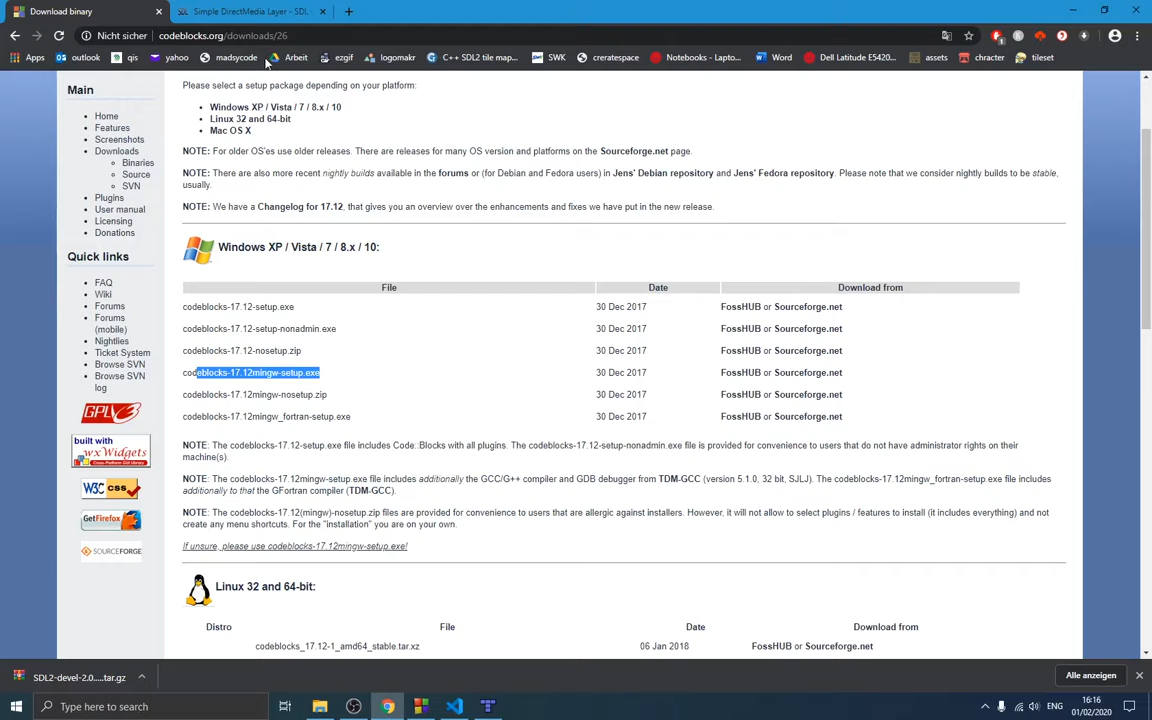 Download binary
Simple DirectMedia Layer - SDL
Nicht sicher
codeblocks.org/downloads/26
Apps
outlook
qis
yahoo
madsycode
Arbeit
ezgif
logomakr
C++ SDL2 tile map...
SWK
createspace
Notebooks - Lapto...
Word
Dell Latitude E5420...
assets
chracter
tileset
Main
Home
Features
Screenshots
Downloads
Binaries
Source
SVN
Plugins
User manual
Licensing
Donations
Quick links
FAQ
Wiki
Forums
Forums
(mobile)
Nightlies
Ticket System
Browse SVN
Browse SVN
log
GPL
built with
wxWidgets
Cross-Platform GUI Library
W3C css
Get Firefox
SOURCEFORGE
Please select a setup package depending on your platform:
Windows XP / Vista / 7 / 8.x / 10
Linux 32 and 64-bit
Mac OS X
NOTE: For older OS'es use older releases. There are releases for many OS version and platforms on the Sourceforge.net page.
NOTE: There are also more recent nightly builds available in the forums or (for Debian and Fedora users) in Jens' Debian repository and Jens' Fedora repository. Please note that we consider nightly builds to be stable,
usually.
NOTE: We have a Changelog for 17.12, that gives you an overview over the enhancements and fixes we have put in the new release.
Windows XP / Vista / 7 / 8.x / 10:
File Date Download from
codeblocks-17.12-setup.exe 30 Dec 2017 FossHUB or Sourceforge.net
codeblocks-17.12-setup-nonadmin.exe 30 Dec 2017 FossHUB or Sourceforge.net
codeblocks-17.12-nosetup.zip 30 Dec 2017 FossHUB or Sourceforge.net
codeblocks-17.12mingw-setup.exe 30 Dec 2017 FossHUB or Sourceforge.net
codeblocks-17.12mingw-nosetup.zip 30 Dec 2017 FossHUB or Sourceforge.net
codeblocks-17.12mingw_fortran-setup.exe 30 Dec 2017 FossHUB or Sourceforge.net
NOTE: The codeblocks-17.12-setup.exe file includes Code::Blocks with all plugins. The codeblocks-17.12-setup-nonadmin.exe file is provided for convenience to users that do not have administrator rights on their
machine(s).
NOTE: The codeblocks-17.12mingw-setup.exe file includes additionally the GCC/G++ compiler and GDB debugger from TDM-GCC (version 5.1.0, 32 bit, SJLJ). The codeblocks-17.12mingw_fortran-setup.exe file includes
additionally to that the GFortran compiler (TDM-GCC).
NOTE: The codeblocks-17.12(mingw)-nosetup.zip files are provided for convenience to users that are allergic against installers. However, it will not allow to select plugins / features to install (it includes everything) and not
create any menu shortcuts. For the "installation" you are on your own.
If unsure, please use codeblocks-17.12mingw-setup.exe!
Linux 32 and 64-bit:
Distro File Date Download from
codeblocks_17.12-1_amd64_stable.tar.xz 06 Jan 2018 FossHUB or Sourceforge.net
SDL2-devel-2.0.....tar.gz
Alle anzeigen
Type here to search
ENG
16:16
01/02/2020